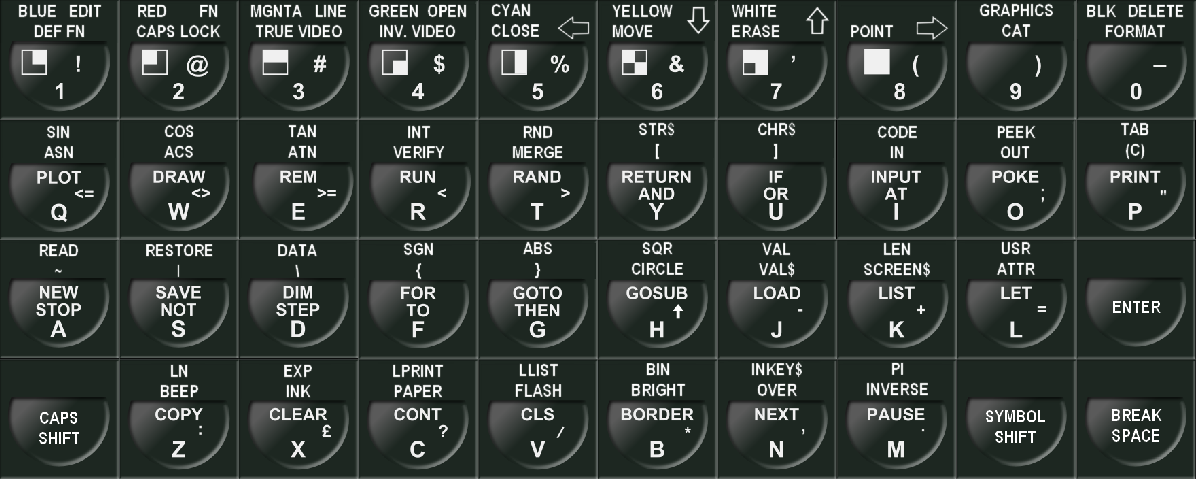 BLUE EDIT RED FN MGNTA LINE GREEN OPEN CYAN YELLOW WHITE GRAPHICS BLK DELETE
DEF FN CAPS LOCK TRUE VIDEO INV. VIDEO CLOSE MOVE ERASE POINT CAT FORMAT
! @ # $ % & ' ( ) _
1 2 3 4 5 6 7 8 9 0
SIN COS TAN INT RND STR$ CHR$ CODE PEEK TAB
ASN ACS ATN VERIFY MERGE [ ] IN OUT (C)
PLOT DRAW REM RUN RAND RETURN IF INPUT POKE PRINT
<= <> >= < > AND OR AT ; "
Q W E R T Y U I O P
READ RESTORE DATA SGN ABS SQR VAL LEN USR
~ | \ { } CIRCLE VAL$ SCREEN$ ATTR
NEW SAVE DIM FOR GOTO GOSUB LOAD LIST LET ENTER
STOP NOT STEP TO THEN ↑ - + =
A S D F G H J K L
LN EXP LPRINT LLIST BIN INKEY$ PI
BEEP INK PAPER FLASH BRIGHT OVER INVERSE
CAPS COPY CLEAR CONT CLS BORDER NEXT PAUSE SYMBOL BREAK
SHIFT : £ ? / * , . SHIFT SPACE
Z X C V B N M